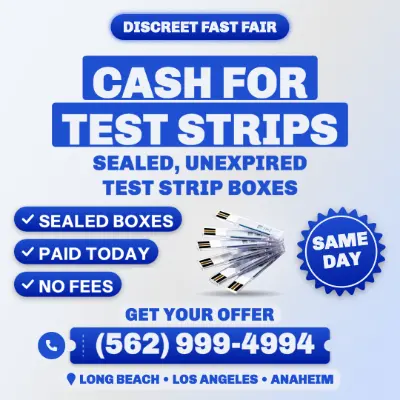 DISCREET FAST FAIR
CASH FOR
TEST STRIPS
SEALED, UNEXPIRED
TEST STRIP BOXES
SEALED BOXES
PAID TODAY
NO FEES
SAME
DAY
GET YOUR OFFER
(562) 999-4994
LONG BEACH • LOS ANGELES • ANAHEIM